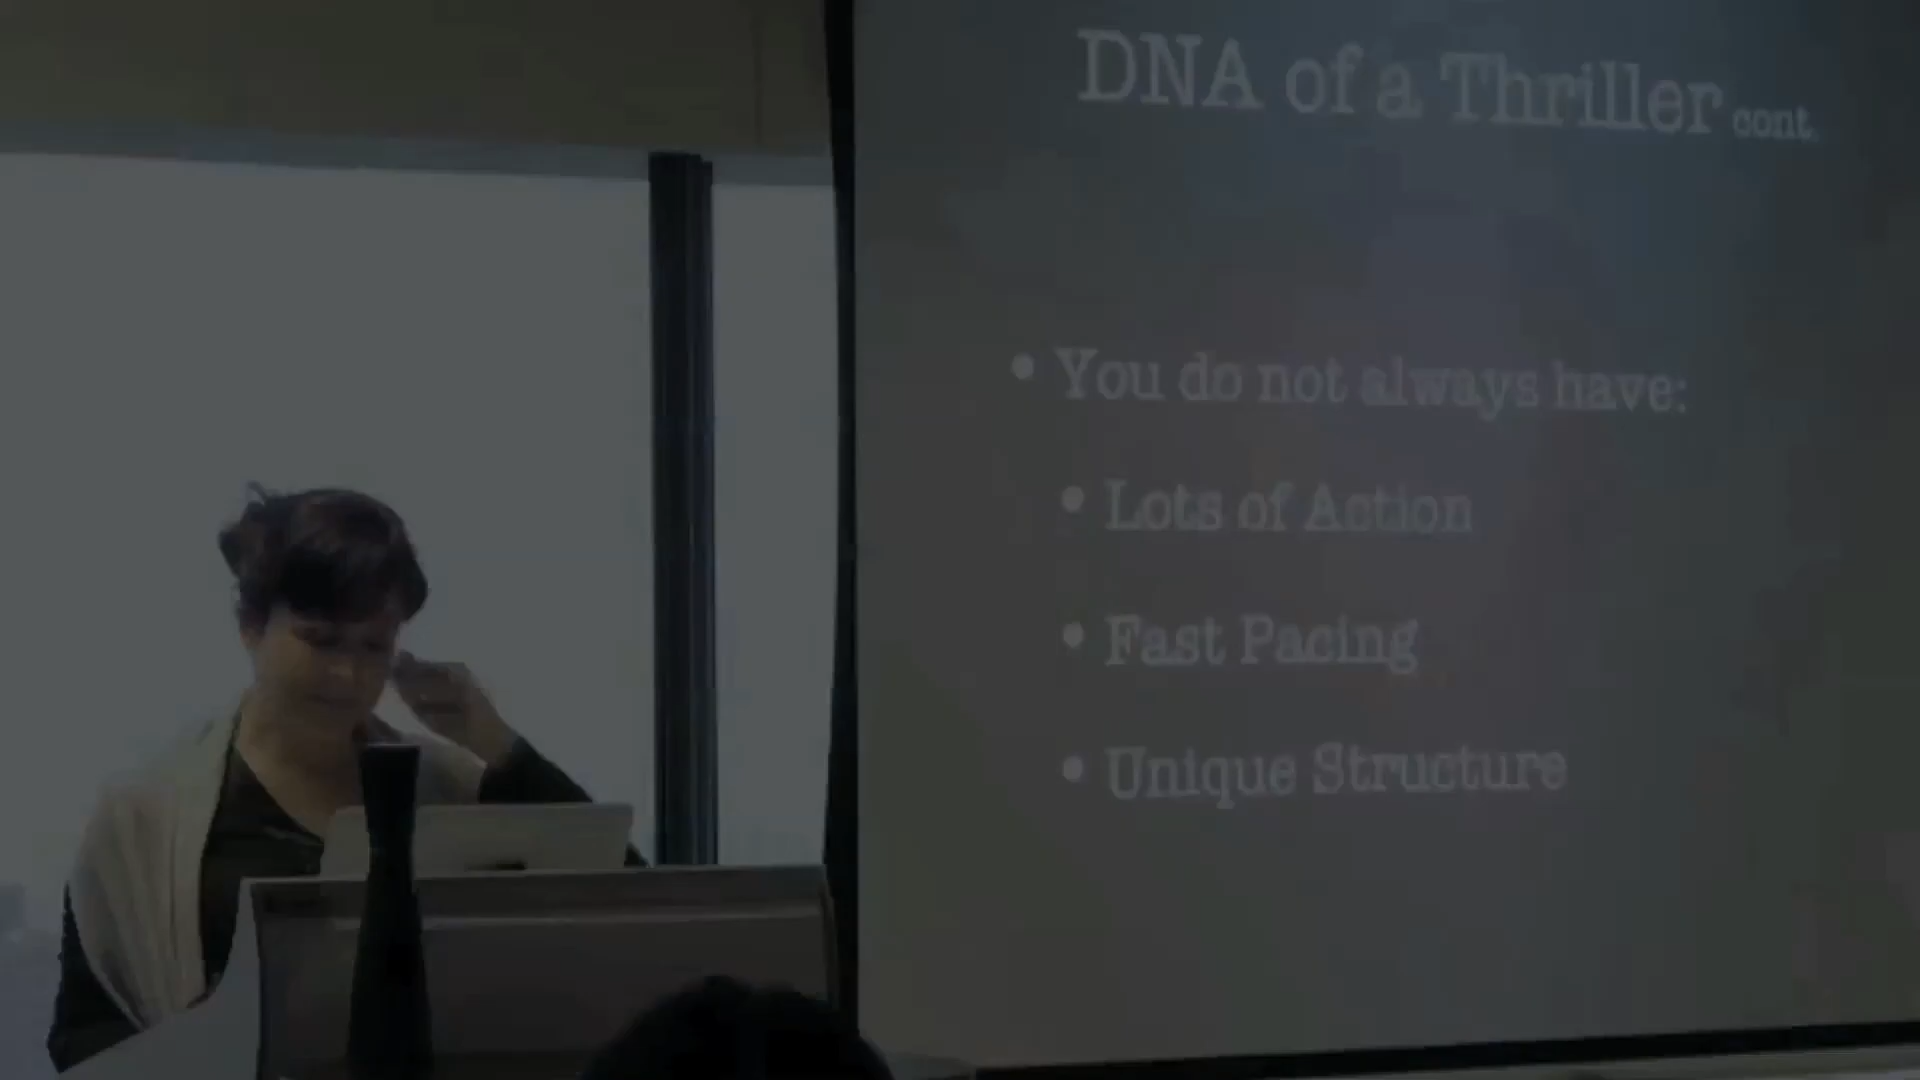 DNA of a Thriller cont.
• You do not always have:
• Lots of Action
• Fast Pacing
• Unique Structure